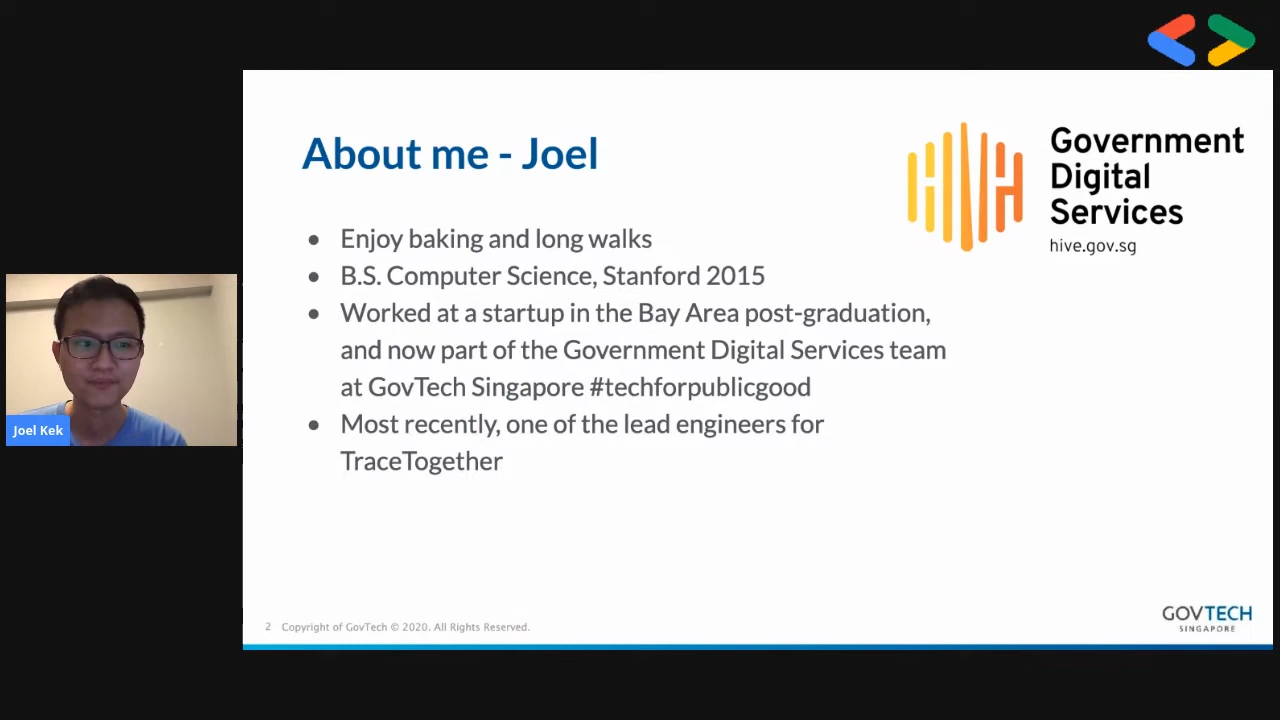 About me - Joel
Government
Digital
Services
hive.gov.sg
● Enjoy baking and long walks
● B.S. Computer Science, Stanford 2015
● Worked at a startup in the Bay Area post-graduation,
and now part of the Government Digital Services team
at GovTech Singapore #techforpublicgood
● Most recently, one of the lead engineers for
TraceTogether
Joel Kek
2 Copyright of GovTech © 2020. All Rights Reserved.
GOVTECH
SINGAPORE